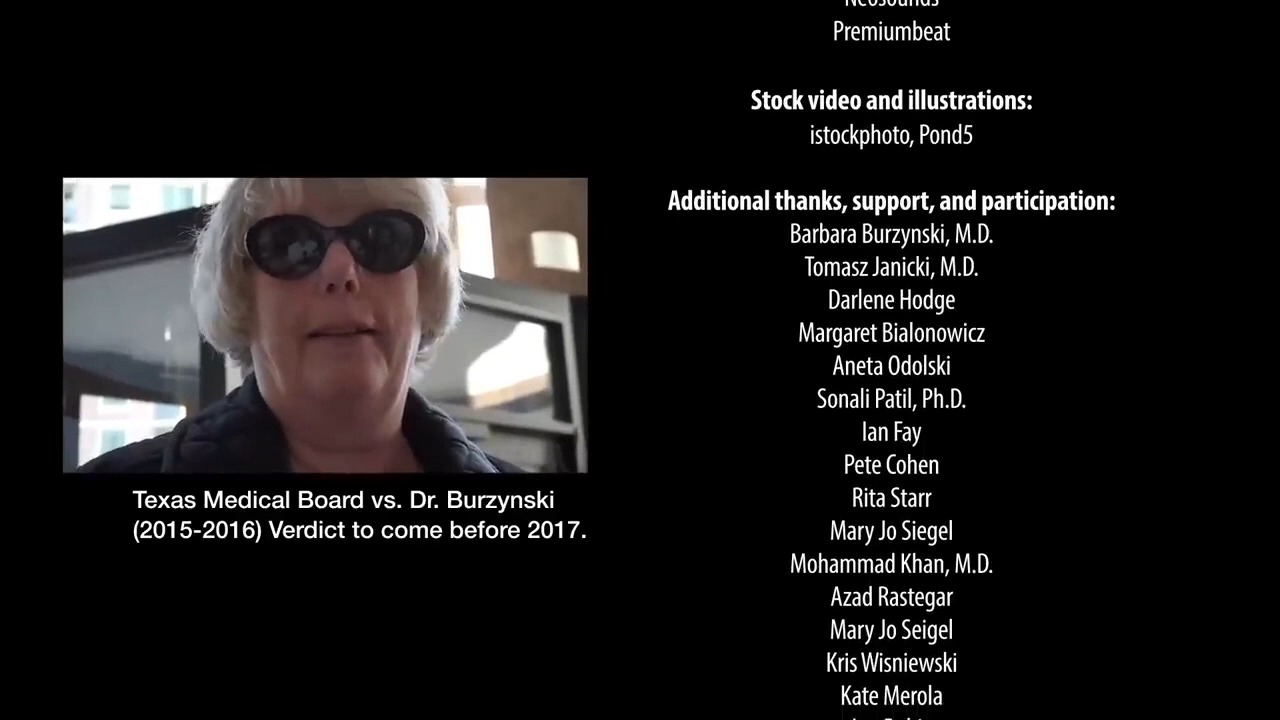 Premiumbeat
Stock video and illustrations:
istockphoto, Pond5
Additional thanks, support, and participation:
Barbara Burzynski, M.D.
Tomasz Janicki, M.D.
Darlene Hodge
Margaret Bialonowicz
Aneta Odolski
Sonali Patil, Ph.D.
Ian Fay
Pete Cohen
Rita Starr
Mary Jo Siegel
Mohammad Khan, M.D.
Azad Rastegar
Mary Jo Seigel
Kris Wisniewski
Kate Merola
Texas Medical Board vs. Dr. Burzynski
(2015-2016) Verdict to come before 2017.